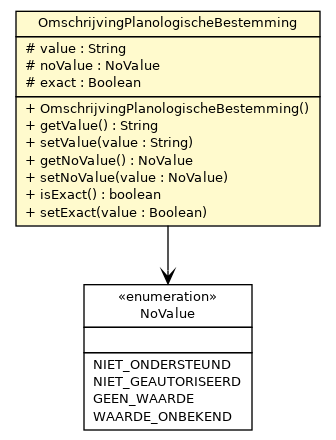 OmschrijvingPlanologischeBestemming
# value : String
# noValue : NoValue
# exact : Boolean
+ OmschrijvingPlanologischeBestemming()
+ getValue() : String
+ setValue(value : String)
+ getNoValue() : NoValue
+ setNoValue(value : NoValue)
+ isExact() : boolean
+ setExact(value : Boolean)
«enumeration»
NoValue
NIET_ONDERSTEUND
NIET_GEAUTORISEERD
GEEN_WAARDE
WAARDE_ONBEKEND